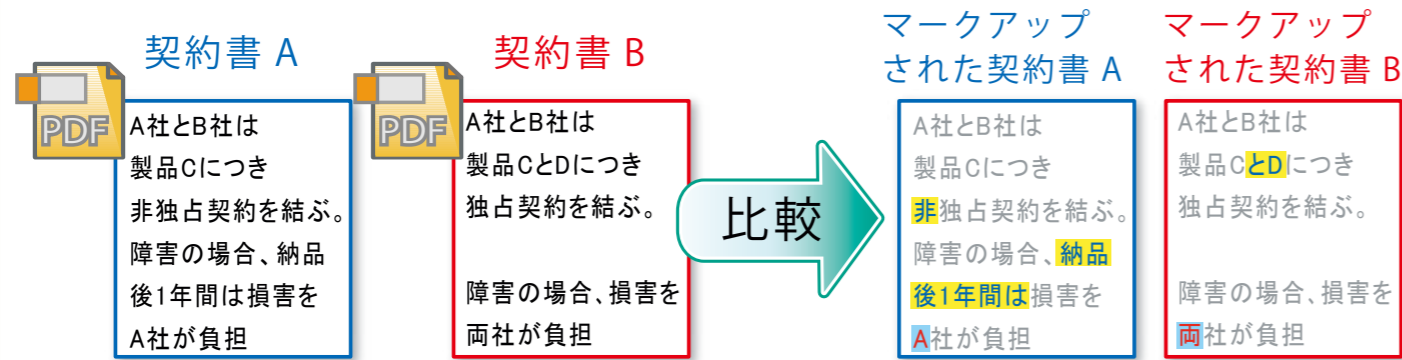 契約書 A
PDF
A社とB社は
製品Cにつき
非独占契約を結ぶ。
障害の場合、納品
後1年間は損害を
A社が負担
契約書 B
PDF
A社とB社は
製品CとDにつき
独占契約を結ぶ。
障害の場合、損害を
両社が負担
比較
マークアップ
された契約書 A
A社とB社は
製品Cにつき
非独占契約を結ぶ。
障害の場合、納品
後1年間は損害を
A社が負担
マークアップ
された契約書 B
A社とB社は
製品CとDにつき
独占契約を結ぶ。
障害の場合、損害を
両社が負担